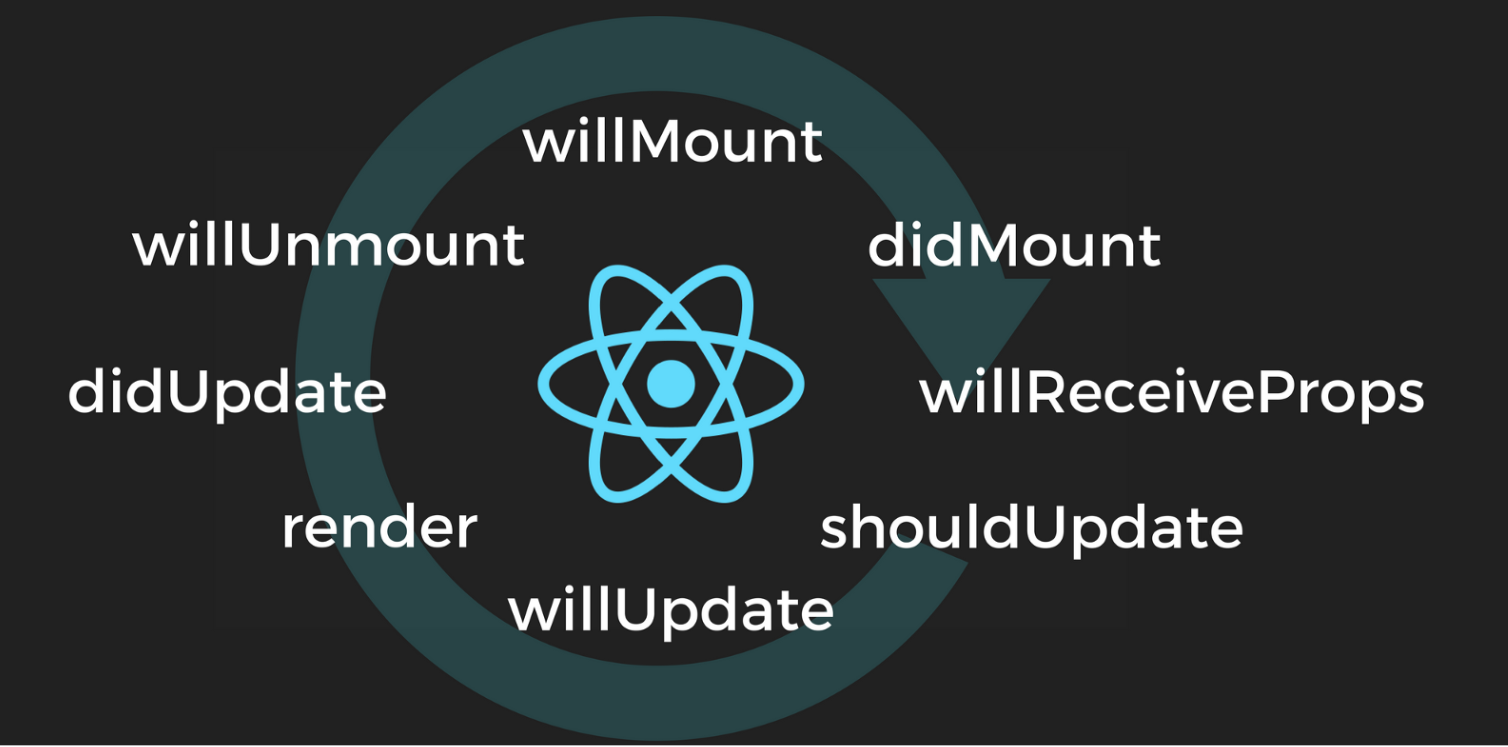 willMount
willUnmount
didMount
didUpdate
willReceiveProps
render
shouldUpdate
willUpdate